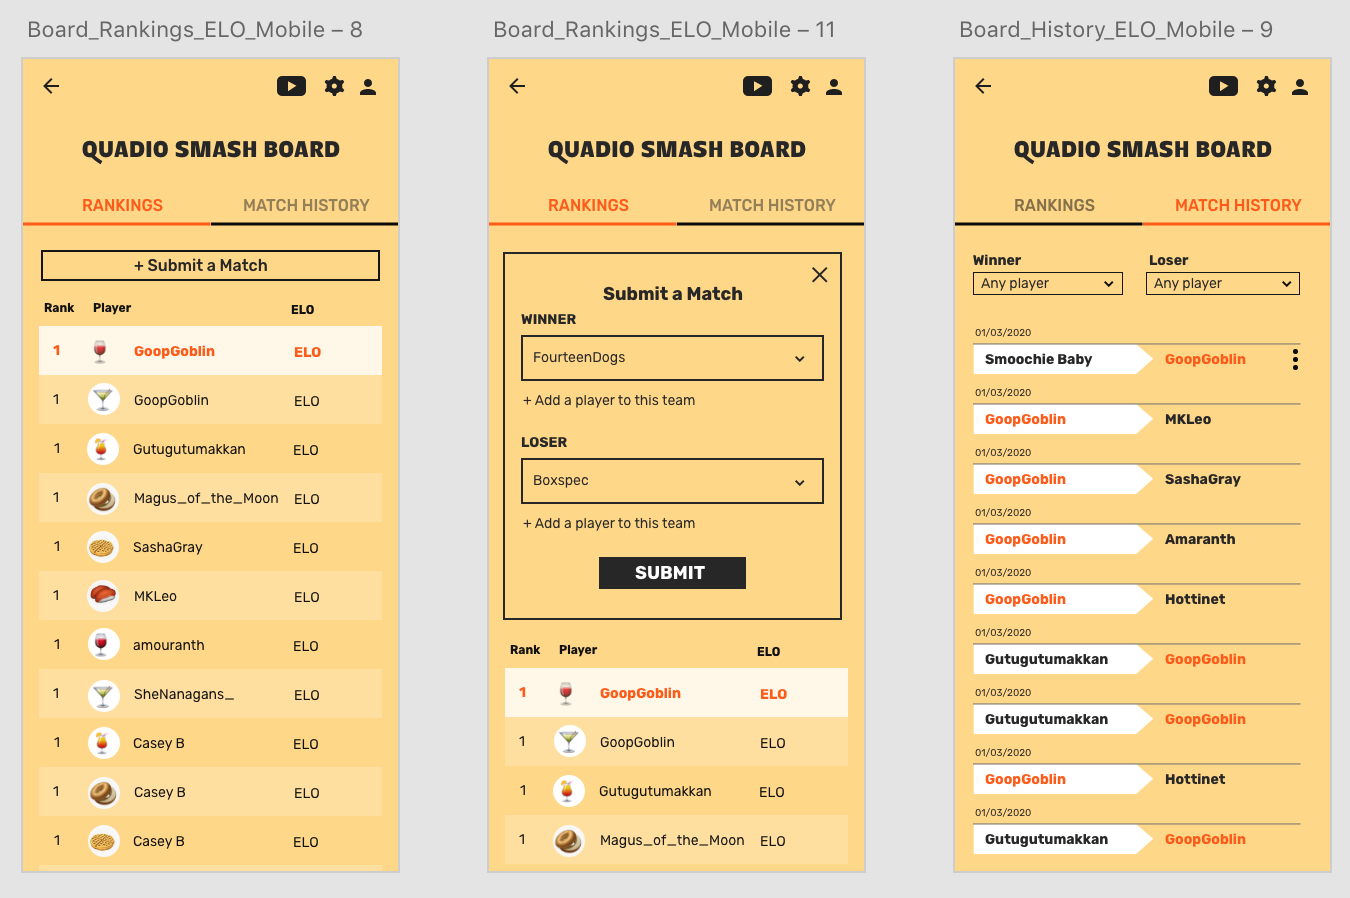 Board_Rankings_ELO_Mobile – 8
QUADIO SMASH BOARD
RANKINGS MATCH HISTORY
+ Submit a Match
Rank Player ELO
1 GoopGoblin ELO
1 GoopGoblin ELO
1 Gutugutumakkan ELO
1 Magus_of_the_Moon ELO
1 SashaGray ELO
1 MKLeo ELO
1 amouranth ELO
1 SheNanagans_ ELO
1 Casey B ELO
1 Casey B ELO
1 Casey B ELO
Board_Rankings_ELO_Mobile – 11
QUADIO SMASH BOARD
RANKINGS MATCH HISTORY
Submit a Match
WINNER
FourteenDogs
+ Add a player to this team
LOSER
Boxspec
+ Add a player to this team
SUBMIT
Rank Player ELO
1 GoopGoblin ELO
1 GoopGoblin ELO
1 Gutugutumakkan ELO
1 Magus_of_the_Moon ELO
Board_History_ELO_Mobile – 9
QUADIO SMASH BOARD
RANKINGS MATCH HISTORY
Winner Loser
Any player Any player
01/03/2020
Smoochie Baby GoopGoblin
01/03/2020
GoopGoblin MKLeo
01/03/2020
GoopGoblin SashaGray
01/03/2020
GoopGoblin Amaranth
01/03/2020
GoopGoblin Hottinet
01/03/2020
Gutugutumakkan GoopGoblin
01/03/2020
Gutugutumakkan GoopGoblin
01/03/2020
GoopGoblin Hottinet
01/03/2020
Gutugutumakkan GoopGoblin